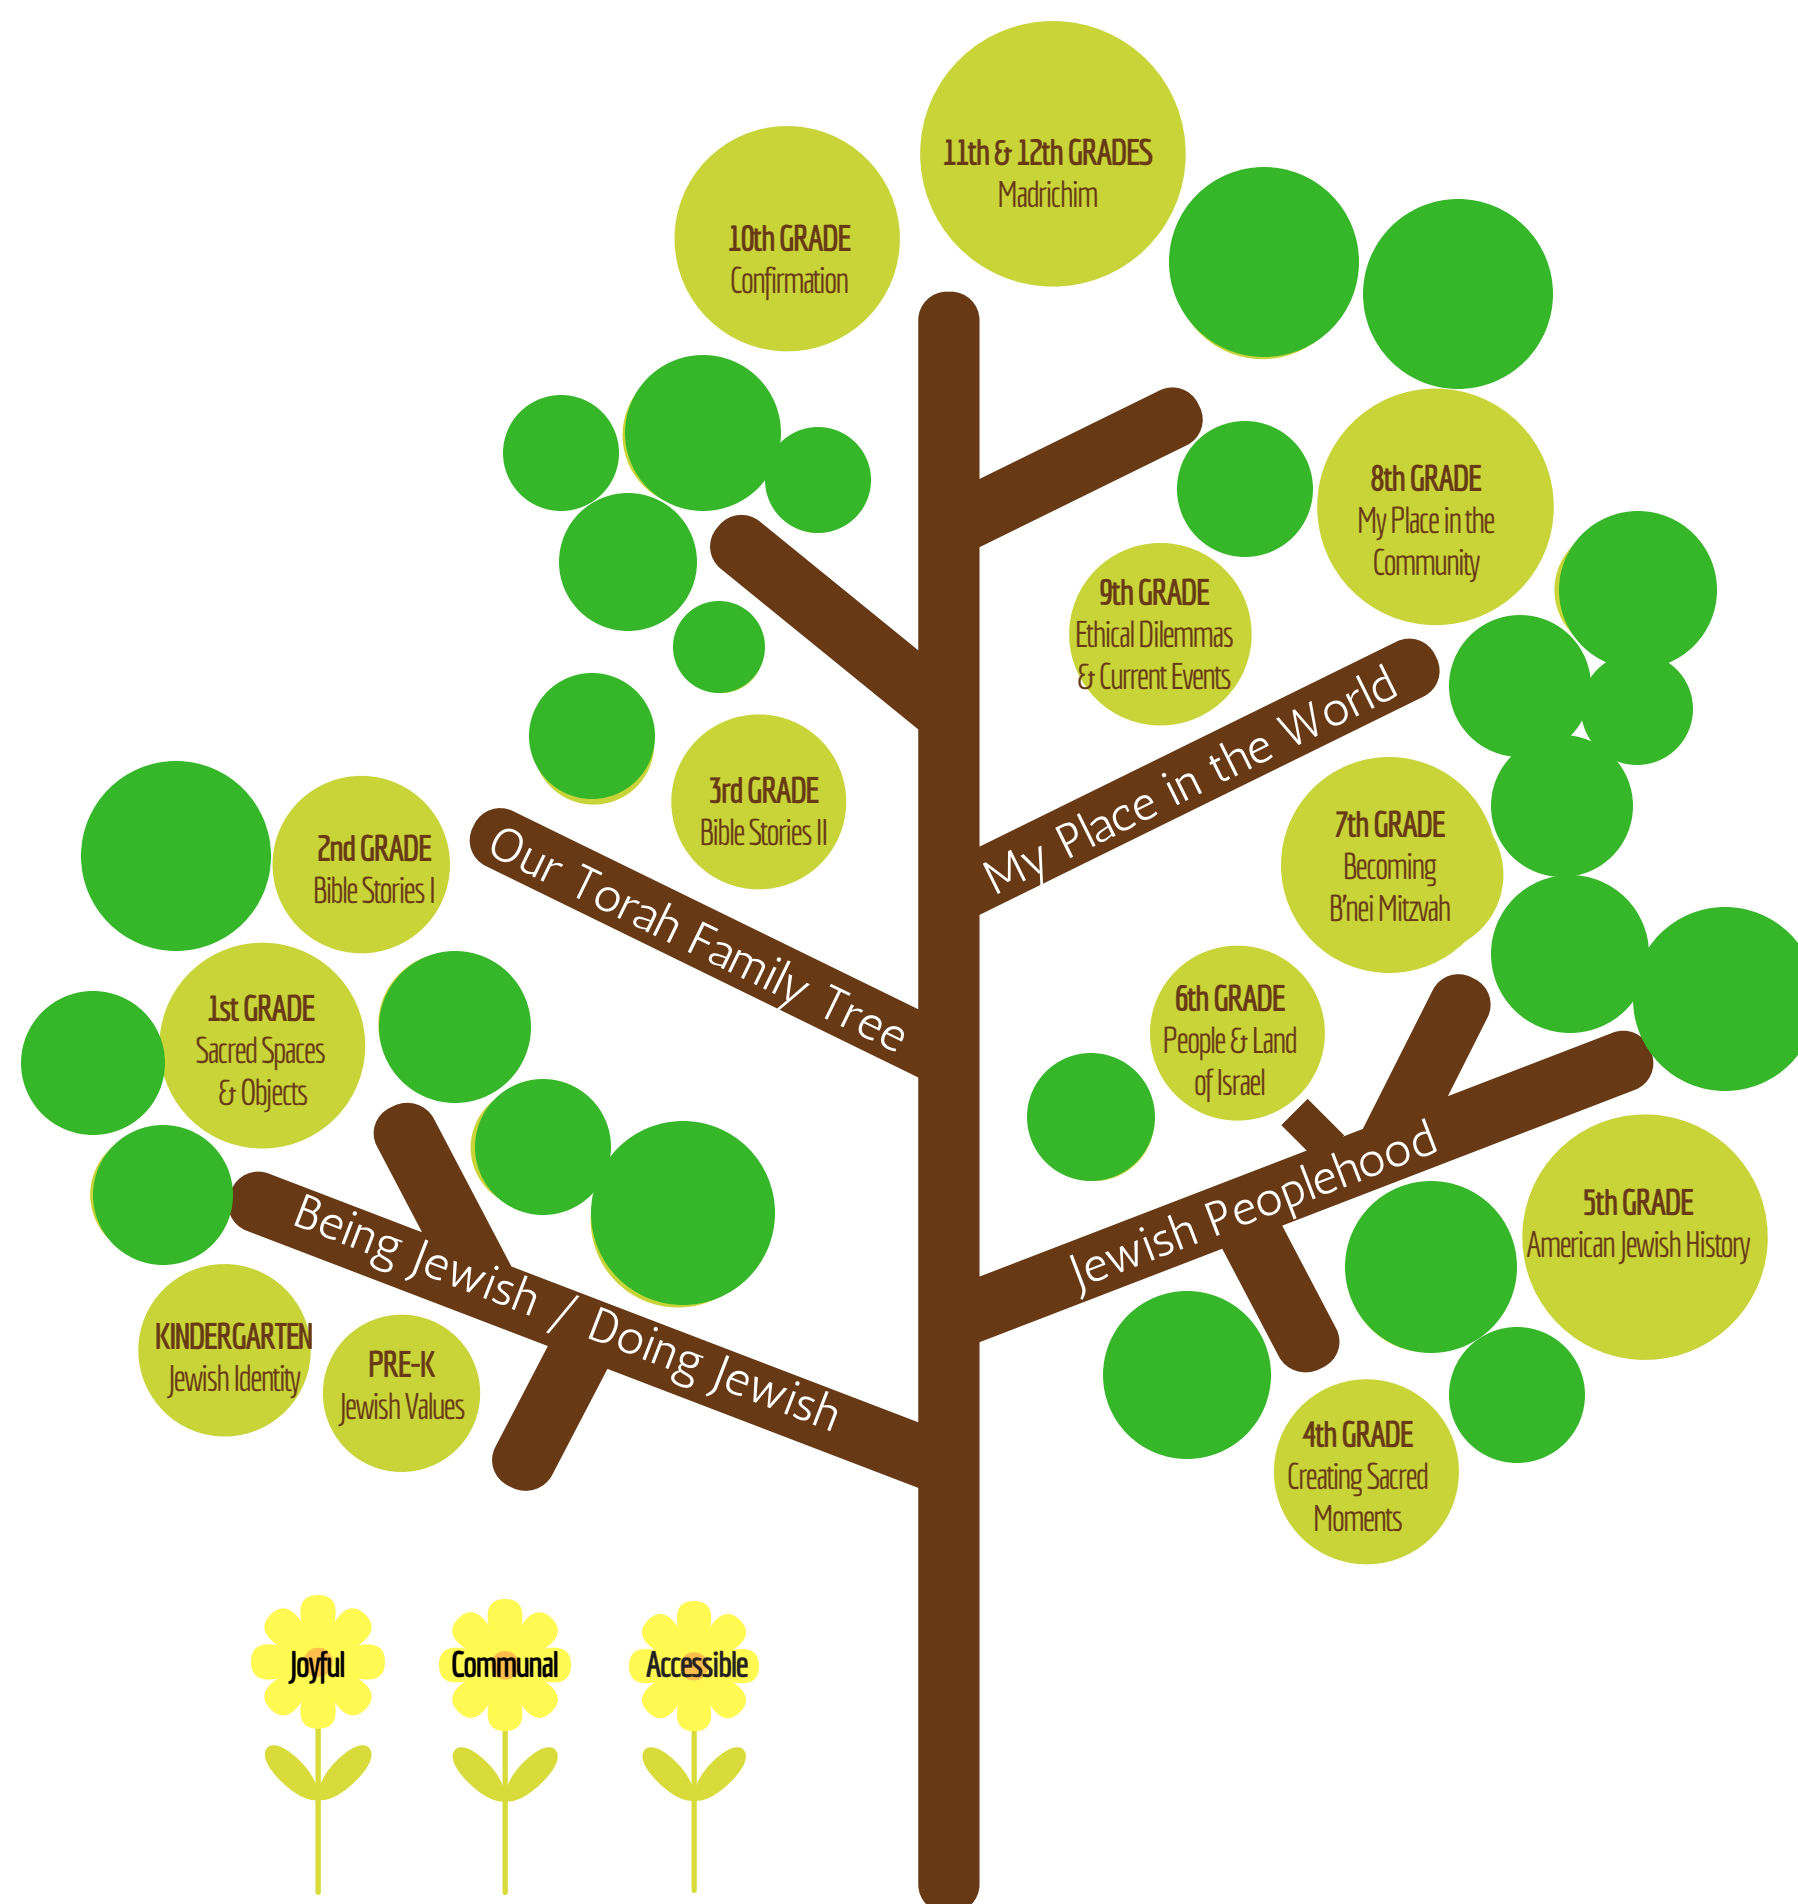 11th & 12th GRADES
Madrichim
10th GRADE
Confirmation
8th GRADE
My Place in the
Community
9th GRADE
Ethical Dilemmas
& Current Events
My Place in the World
3rd GRADE
Bible Stories II
2nd GRADE
Bible Stories I
Our Torah Family Tree
7th GRADE
Becoming
B'nei Mitzvah
1st GRADE
Sacred Spaces
& Objects
6th GRADE
People & Land
of Israel
Jewish Peoplehood
5th GRADE
American Jewish History
Being Jewish / Doing Jewish
KINDERGARTEN
Jewish Identity
PRE-K
Jewish Values
4th GRADE
Creating Sacred
Moments
Joyful
Communal
Accessible